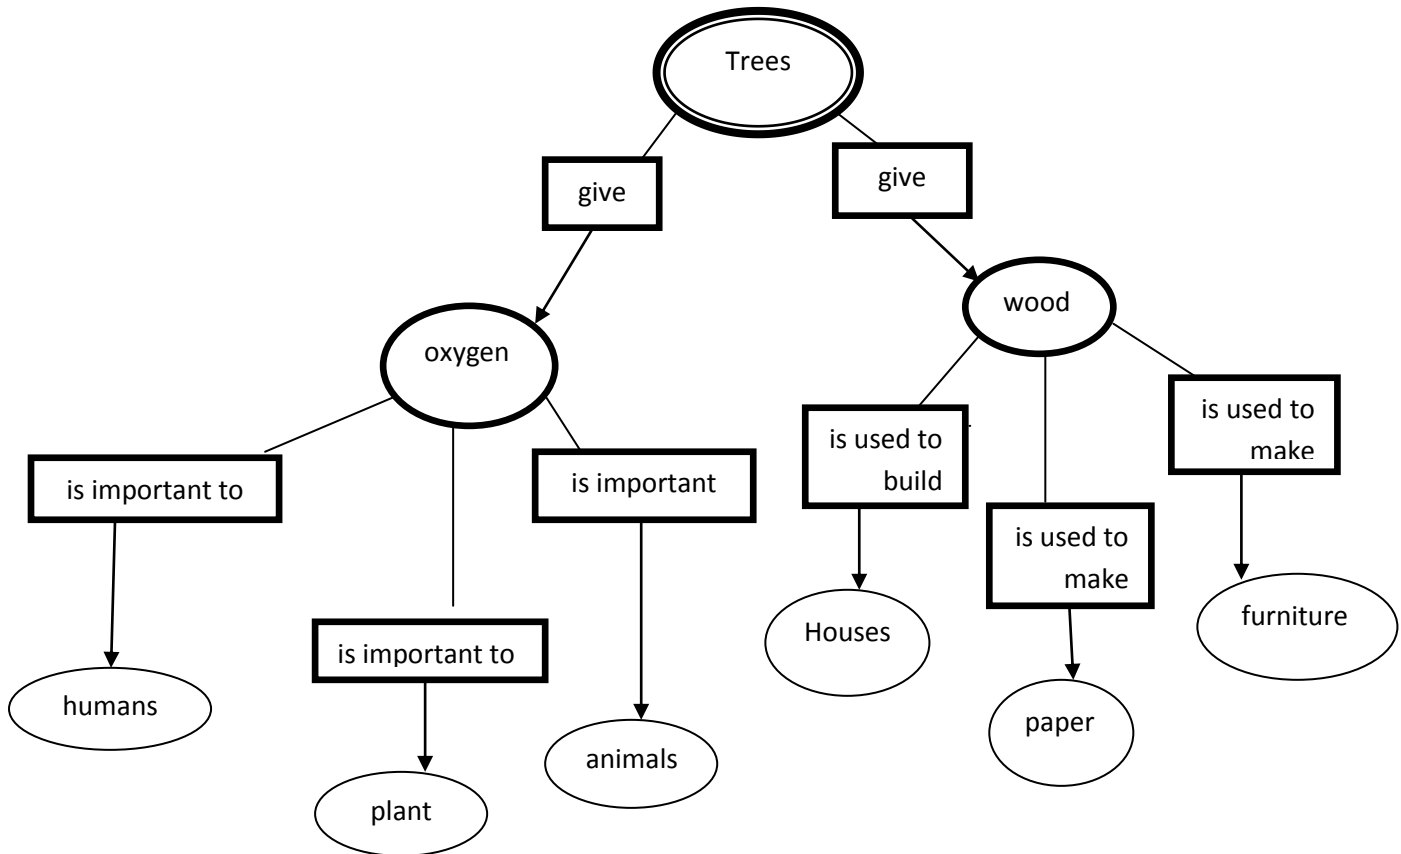 Trees
give
give
oxygen
wood
is important to
is important
is used to
build
is used to
make
is used to
make
humans
is important to
animals
Houses
paper
furniture
plant